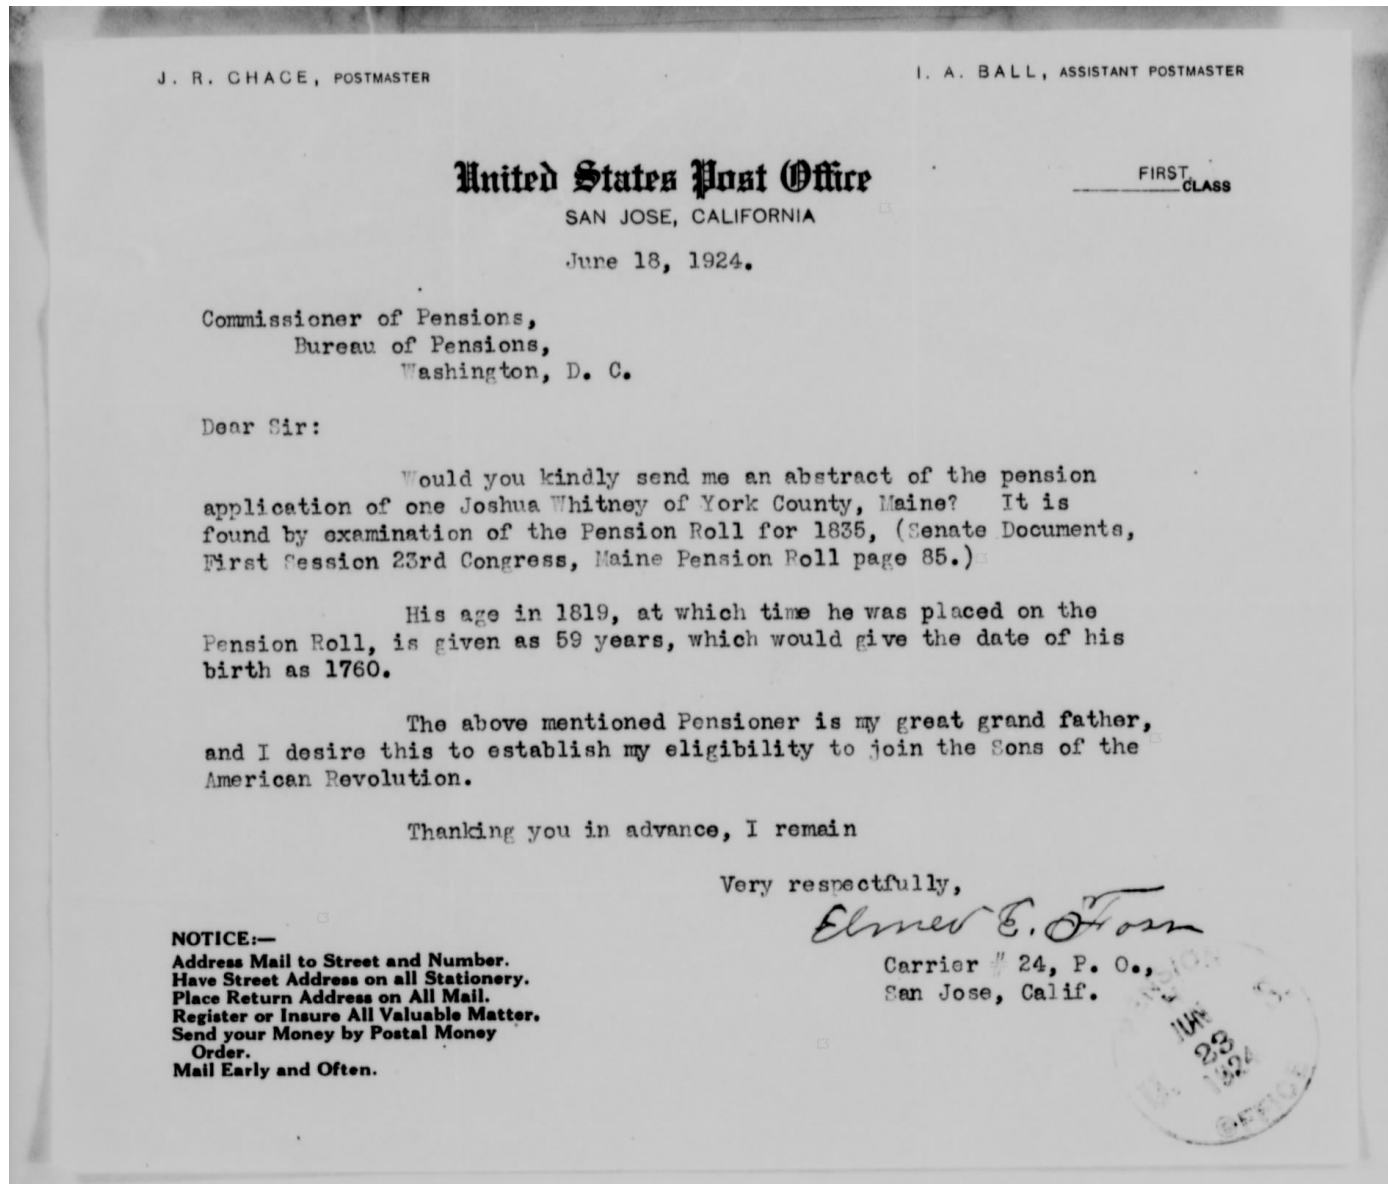 J. R. CHACE, POSTMASTER
I. A. BALL, ASSISTANT POSTMASTER
United States Post Office
FIRST CLASS
SAN JOSE, CALIFORNIA
June 18, 1924.
Commissioner of Pensions,
Bureau of Pensions,
Washington, D. C.
Dear Sir:
Would you kindly send me an abstract of the pension
application of one Joshua Whitney of York County, Maine? It is
found by examination of the Pension Roll for 1835, (Senate Documents,
First Session 23rd Congress, Maine Pension Roll page 85.)
His age in 1819, at which time he was placed on the
Pension Roll, is given as 59 years, which would give the date of his
birth as 1760.
The above mentioned Pensioner is my great grand father,
and I desire this to establish my eligibility to join the Sons of the
American Revolution.
Thanking you in advance, I remain
Very respectfully,
Elmer E.
Carrier # 24, P. O.,
San Jose, Calif.
NOTICE:—
Address Mail to Street and Number.
Have Street Address on all Stationery.
Place Return Address on All Mail.
Register or Insure All Valuable Matter.
Send your Money by Postal Money
Order.
Mail Early and Often.
PENSION
JUN
23
1924
OFFICE